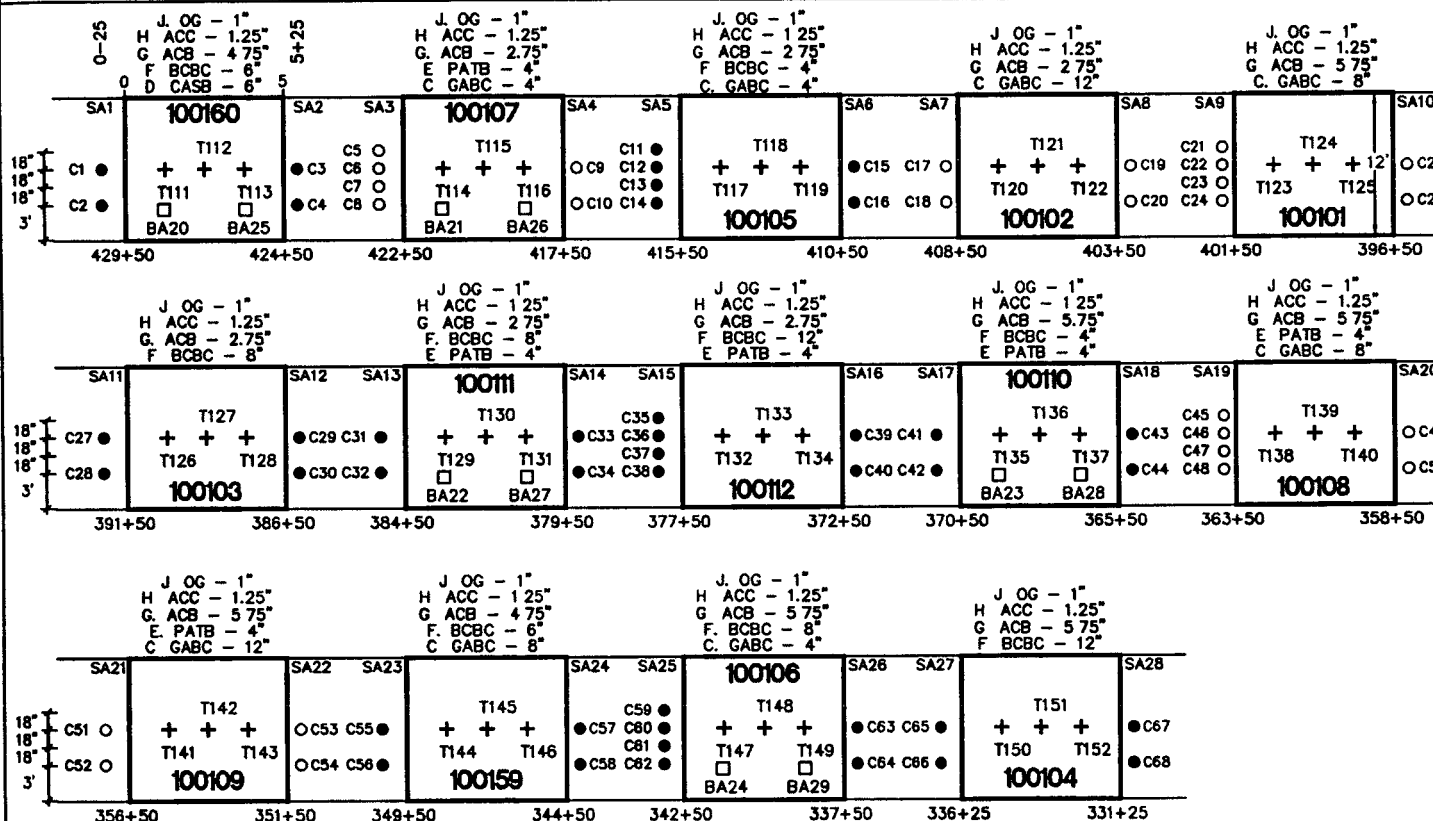 J. OG – 1"
H ACC – 1.25"
G ACB – 4 75"
F BCBC – 6"
D CASB – 6"
J. OG – 1"
H ACC – 1.25"
G. ACB – 2.75"
E PATB – 4"
C GABC – 4"
J. OG – 1"
H ACC – 1 25"
G ACB – 2 75"
F BCBC – 4"
C. GABC – 4"
J OG – 1"
H ACC – 1.25"
G ACB – 2 75"
C GABC – 12"
J. OG – 1"
H ACC – 1.25"
G ACB – 5 75"
C. GABC – 8"
0–25
5+25
0 5
SA1 100160 SA2 SA3 100107 SA4 SA5 SA6 SA7 SA8 SA9 SA10
T112 C5 T115 C11 T118 T121 C21 T124
18" C1 C3 C6 C9 C12 C15 C17 C19 C22 12' C2
18" T111 T113 C7 T114 T116 C13 T117 T119 T120 T122 C23 T123 T125
18" C2 C4 C8 C10 C14 C16 C18 C20 C24 C2
3' BA20 BA25 BA21 BA26 100105 100102 100101
429+50 424+50 422+50 417+50 415+50 410+50 408+50 403+50 401+50 396+50
J OG – 1"
H ACC – 1.25"
G. ACB – 2.75"
F BCBC – 8"
J OG – 1"
H ACC – 1 25"
G ACB – 2 75"
F. BCBC – 8"
E PATB – 4"
J OG – 1"
H ACC – 1.25"
G ACB – 2.75"
F BCBC – 12"
E PATB – 4"
J. OG – 1"
H ACC – 1 25"
G ACB – 5.75"
F BCBC – 4"
E PATB – 4"
J OG – 1"
H ACC – 1.25"
G ACB – 5 75"
E PATB – 4"
C GABC – 8"
SA11 SA12 SA13 100111 SA14 SA15 SA16 SA17 100110 SA18 SA19 SA20
T127 T130 C35 T133 T136 C45 T139
18" C27 C29 C31 C33 C36 C39 C41 C43 C46 C4
18" T126 T128 T129 T131 C37 T132 T134 T135 T137 C47 T138 T140
18" C28 C30 C32 C34 C38 C40 C42 C44 C48 C5
3' 100103 BA22 BA27 100112 BA23 BA28 100108
391+50 386+50 384+50 379+50 377+50 372+50 370+50 365+50 363+50 358+50
J OG – 1"
H ACC – 1.25"
G. ACB – 5 75"
E. PATB – 4"
C GABC – 12"
J OG – 1"
H ACC – 1 25"
G ACB – 4 75"
F. BCBC – 6"
C GABC – 8"
J. OG – 1"
H ACC – 1.25"
G ACB – 5 75"
F. BCBC – 8"
C. GABC – 4"
J OG – 1"
H ACC – 1.25"
G ACB – 5 75"
F BCBC – 12"
SA21 SA22 SA23 SA24 SA25 100106 SA26 SA27 SA28
T142 T145 C59 T148 T151
18" C51 C53 C55 C57 C60 C63 C65 C67
18" T141 T143 T144 T146 C61 T147 T149 T150 T152
18" C52 C54 C56 C58 C62 C64 C66 C68
3' 100109 100159 BA24 BA29 100104
356+50 351+50 349+50 344+50 342+50 337+50 336+25 331+25